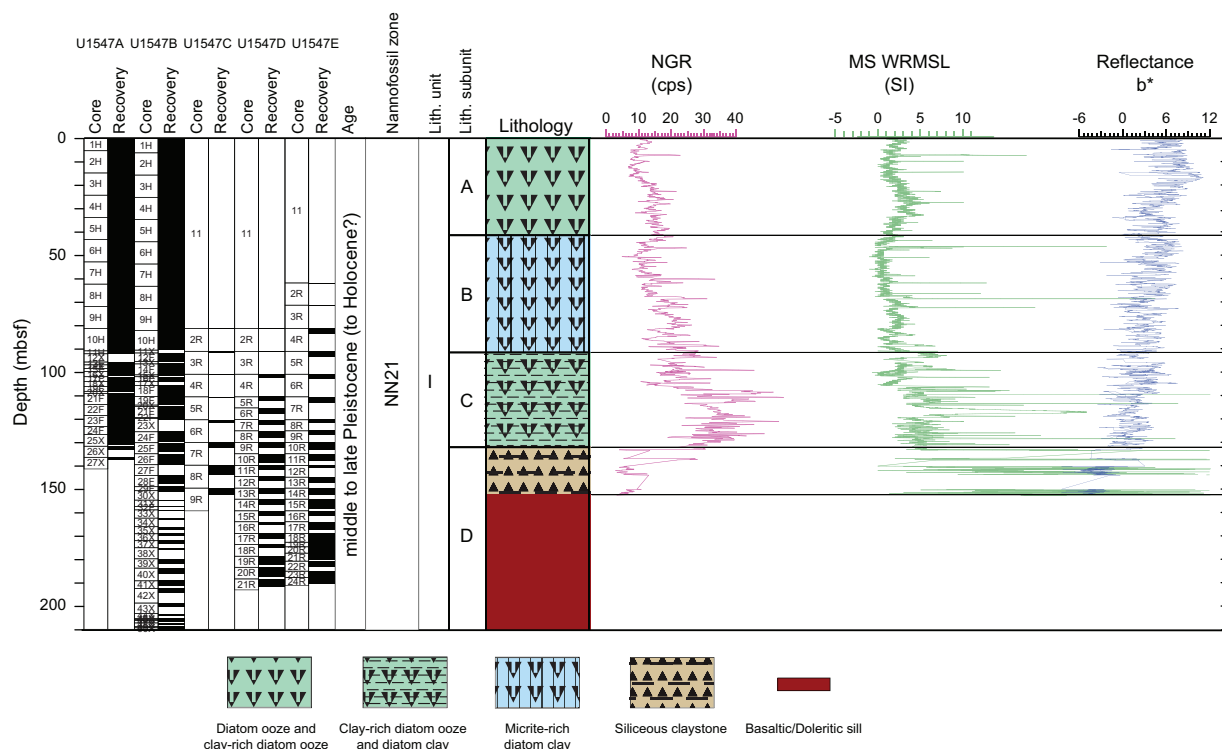 U1547A U1547B U1547C U1547D U1547E
Core Recovery Core Recovery Core Recovery Core Recovery Core Recovery Age Nannofossil zone Lith. unit Lith. subunit Lithology
NGR
(cps)
MS WRMSL
(SI)
Reflectance
b*
0 10 20 30 40
-5 0 5 10
-6 0 6 12
Depth (mbsf)
0
50
100
150
200
1H
2H
3H
4H
5H
6H
7H
8H
9H
10H
21F
22F
23F
24F
25X
26X
27X
1H
2H
3H
4H
5H
6H
7H
8H
9H
10H
18F
21F
23X
24F
25F
26F
27F
28F
30X
33X
34X
35X
36X
37X
38X
39X
40X
41X
42X
43X
11
2R
3R
4R
5R
6R
7R
8R
9R
11
2R
3R
4R
5R
6R
7R
8R
9R
10R
11R
12R
13R
14R
15R
16R
17R
18R
19R
20R
21R
11
2R
3R
4R
5R
6R
7R
8R
9R
10R
11R
12R
13R
14R
15R
16R
17R
18R
19R
20R
21R
22R
23R
24R
middle to late Pleistocene (to Holocene?)
NN21
I
A
B
C
D
Diatom ooze and
clay-rich diatom ooze
Clay-rich diatom ooze
and diatom clay
Micrite-rich
diatom clay
Siliceous claystone
Basaltic/Doleritic sill